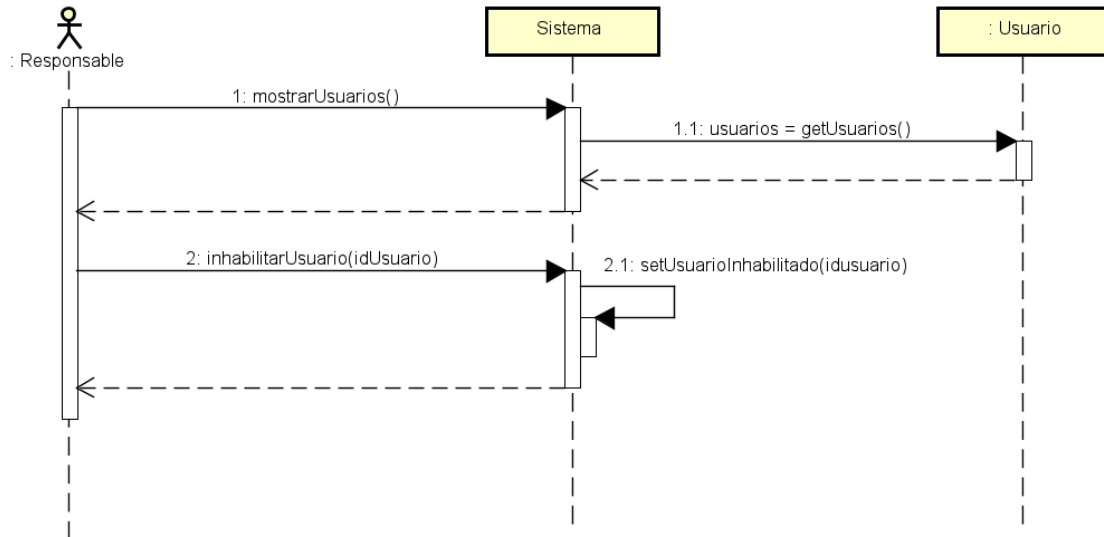 Sistema
: Usuario
: Responsable
1: mostrarUsuarios()
1.1: usuarios = getUsuarios()
2: inhabilitarUsuario(idUsuario)
2.1: setUsuarioInhabilitado(idusuario)